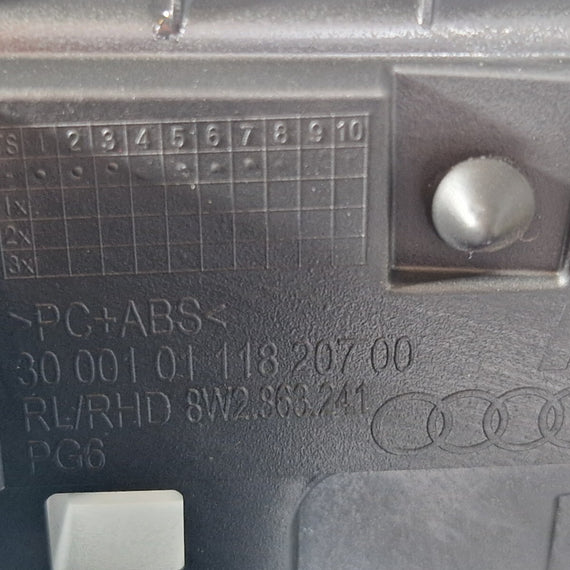 S 1 2 3 4 5 6 7 8 9 10
1x
2x
3x
>PC+ABS<
30 001 01 118 207 00
RL/RHD 8W2.863.241
PG6